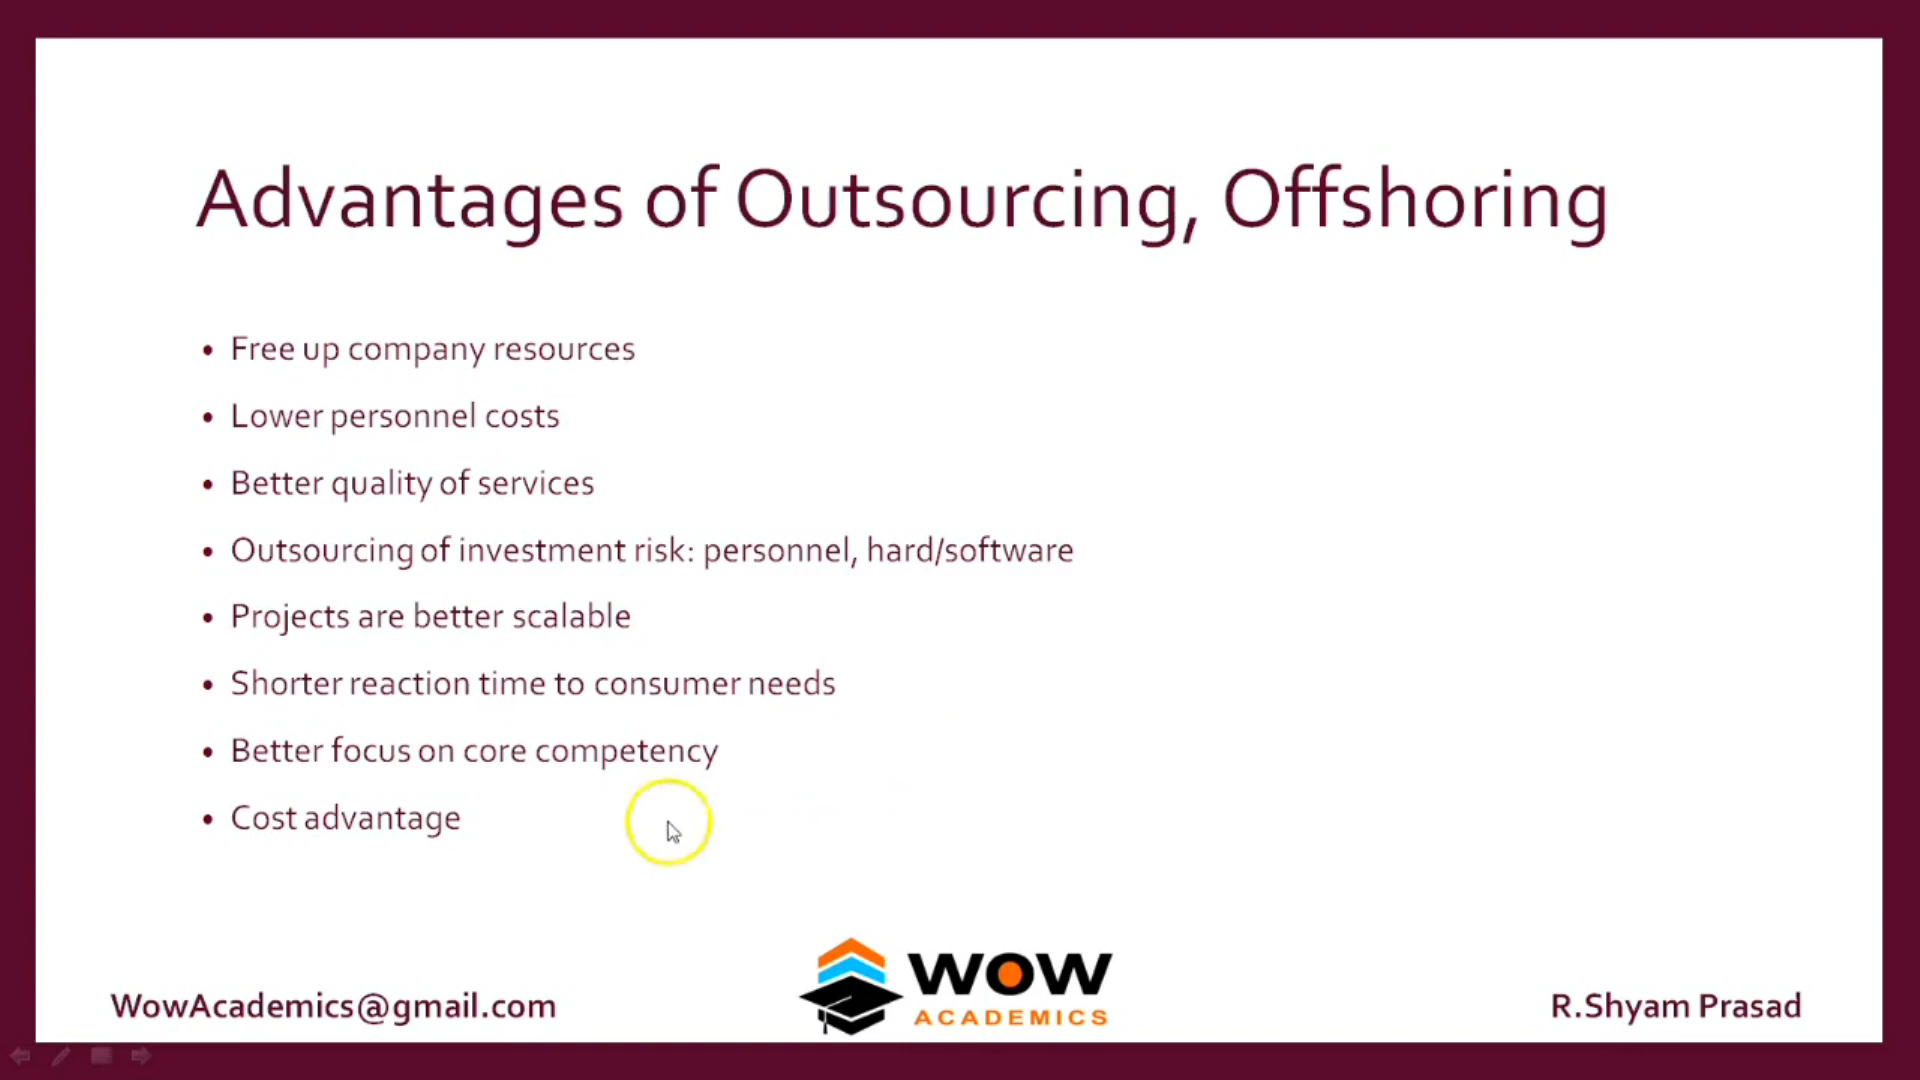 Advantages of Outsourcing, Offshoring
• Free up company resources
• Lower personnel costs
• Better quality of services
• Outsourcing of investment risk: personnel, hard/software
• Projects are better scalable
• Shorter reaction time to consumer needs
• Better focus on core competency
• Cost advantage
WowAcademics@gmail.com
WOW
ACADEMICS
R.Shyam Prasad